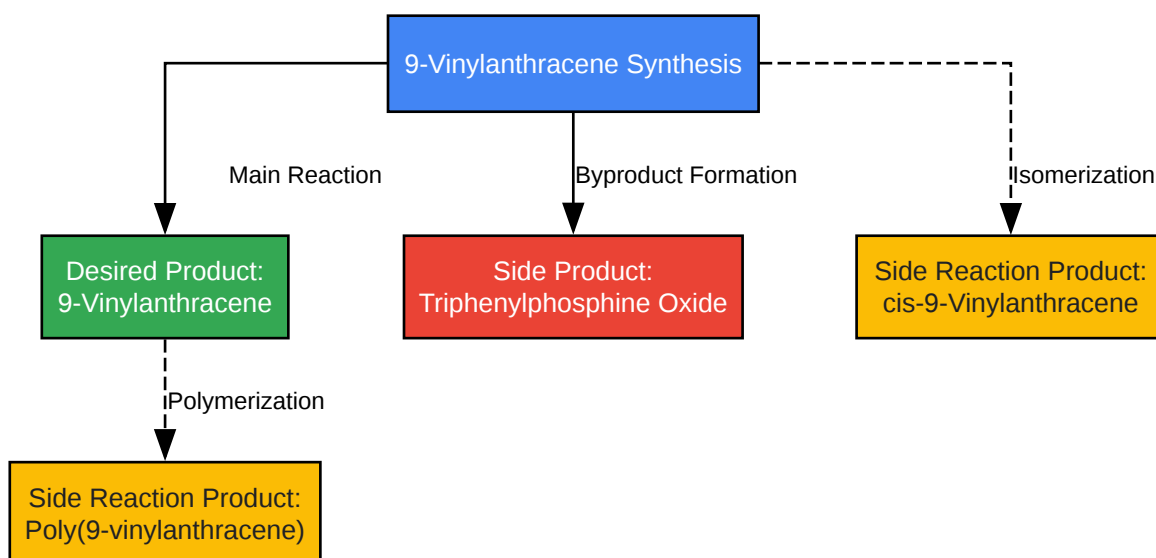 9-Vinylanthracene Synthesis
Main Reaction
Byproduct Formation
Isomerization
Desired Product:
9-Vinylanthracene
Side Product:
Triphenylphosphine Oxide
Side Reaction Product:
cis-9-Vinylanthracene
Polymerization
Side Reaction Product:
Poly(9-vinylanthracene)